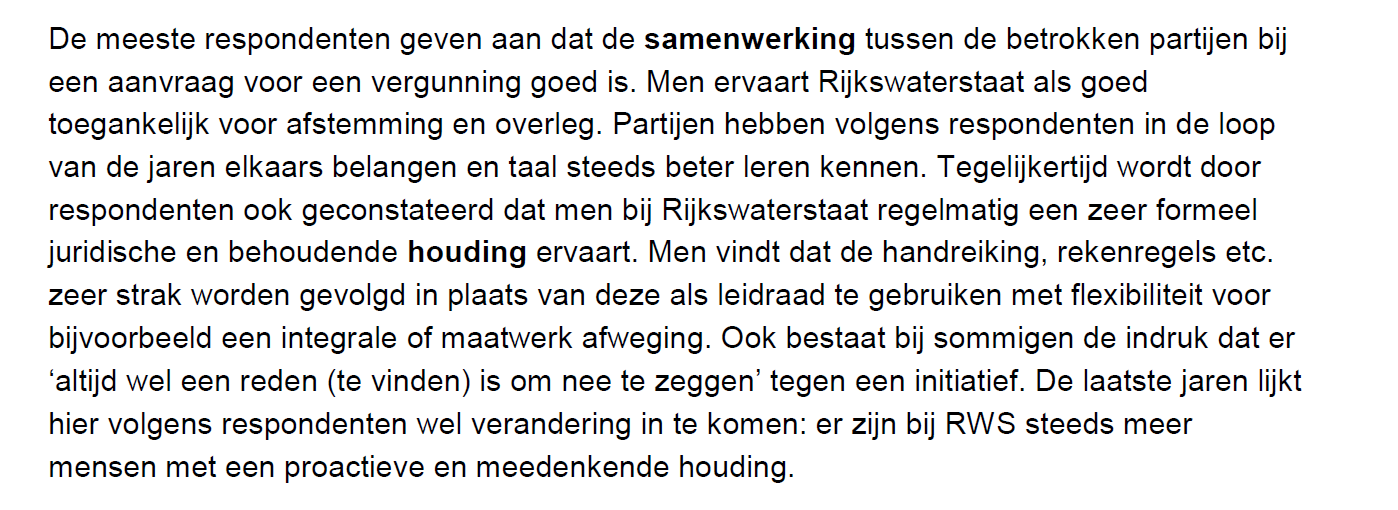 De meeste respondenten geven aan dat de samenwerking tussen de betrokken partijen bij
een aanvraag voor een vergunning goed is. Men ervaart Rijkswaterstaat als goed
toegankelijk voor afstemming en overleg. Partijen hebben volgens respondenten in de loop
van de jaren elkaars belangen en taal steeds beter leren kennen. Tegelijkertijd wordt door
respondenten ook geconstateerd dat men bij Rijkswaterstaat regelmatig een zeer formeel
juridische en behoudende houding ervaart. Men vindt dat de handreiking, rekenregels etc.
zeer strak worden gevolgd in plaats van deze als leidraad te gebruiken met flexibiliteit voor
bijvoorbeeld een integrale of maatwerk afweging. Ook bestaat bij sommigen de indruk dat er
‘altijd wel een reden (te vinden) is om nee te zeggen’ tegen een initiatief. De laatste jaren lijkt
hier volgens respondenten wel verandering in te komen: er zijn bij RWS steeds meer
mensen met een proactieve en meedenkende houding.